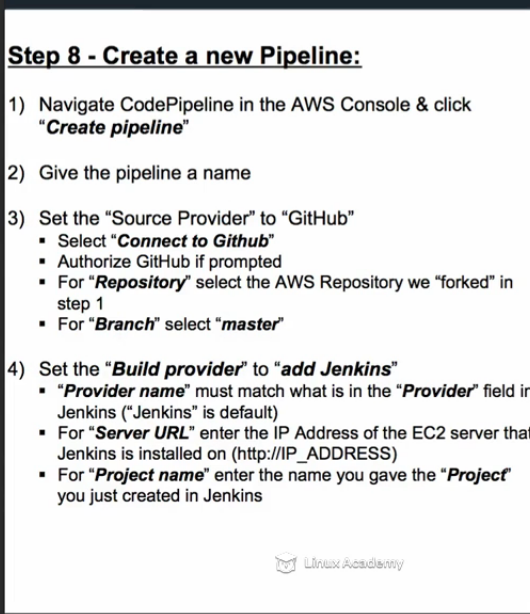 Step 8 - Create a new Pipeline:
1) Navigate CodePipeline in the AWS Console & click
“Create pipeline”
2) Give the pipeline a name
3) Set the “Source Provider” to “GitHub”
▪ Select “Connect to Github”
▪ Authorize GitHub if prompted
▪ For “Repository” select the AWS Repository we “forked” in
step 1
▪ For “Branch” select “master”
4) Set the “Build provider” to “add Jenkins”
▪ “Provider name” must match what is in the “Provider” field in
Jenkins (“Jenkins” is default)
▪ For “Server URL” enter the IP Address of the EC2 server that
Jenkins is installed on (http://IP_ADDRESS)
▪ For “Project name” enter the name you gave the “Project”
you just created in Jenkins
Linux Academy